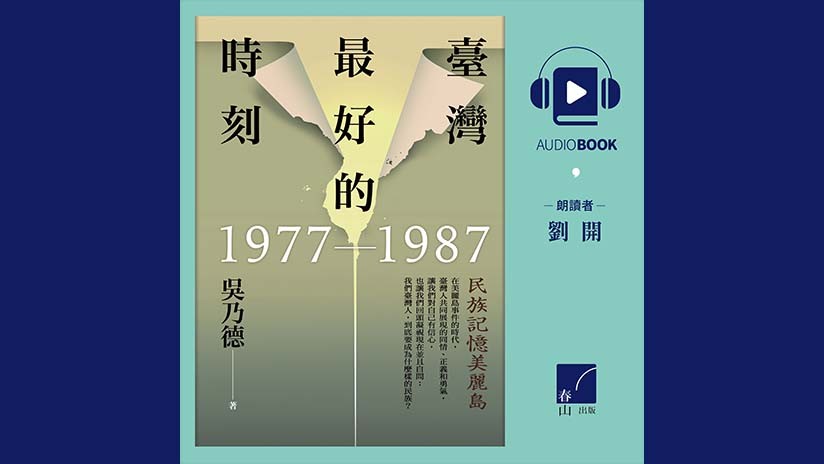 臺灣
最好的
時刻
1977—1987
吳乃德
著
民族記憶美麗島
在美麗島事件的時代，
臺灣人共同展現的同情、正義和勇氣，
讓我們對自己有信心，
也讓我們回頭凝視現在並且自問：
我們臺灣人，到底要成為什麼樣的民族？
AUDIOBOOK
朗讀者
劉開
春山
出版